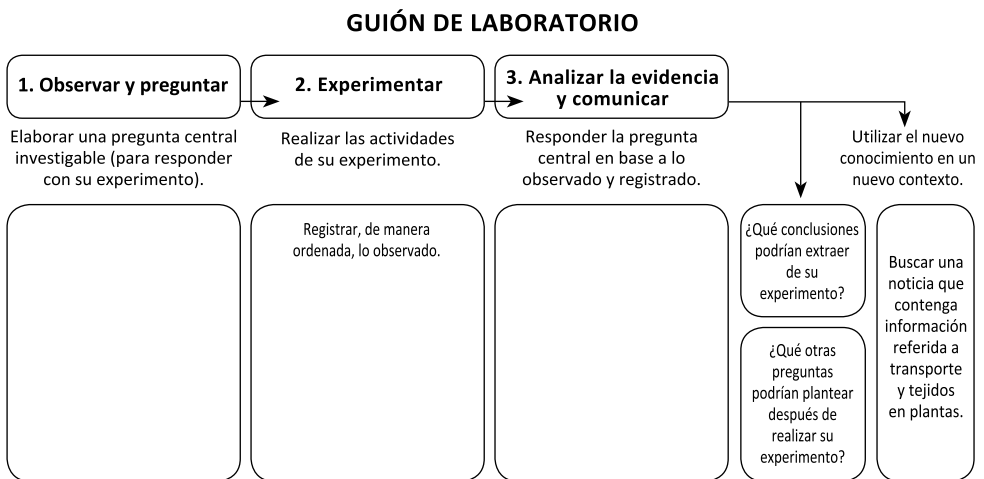 GUIÓN DE LABORATORIO
1. Observar y preguntar
Elaborar una pregunta central
investigable (para responder
con su experimento).
2. Experimentar
Realizar las actividades
de su experimento.
Registrar, de manera
ordenada, lo observado.
3. Analizar la evidencia
y comunicar
Responder la pregunta
central en base a lo
observado y registrado.
¿Qué conclusiones
podrían extraer
de su
experimento?
¿Qué otras
preguntas
podrían plantear
después de
realizar su
experimento?
Utilizar el nuevo
conocimiento en un
nuevo contexto.
Buscar una
noticia que
contenga
información
referida a
transporte
y tejidos
en plantas.